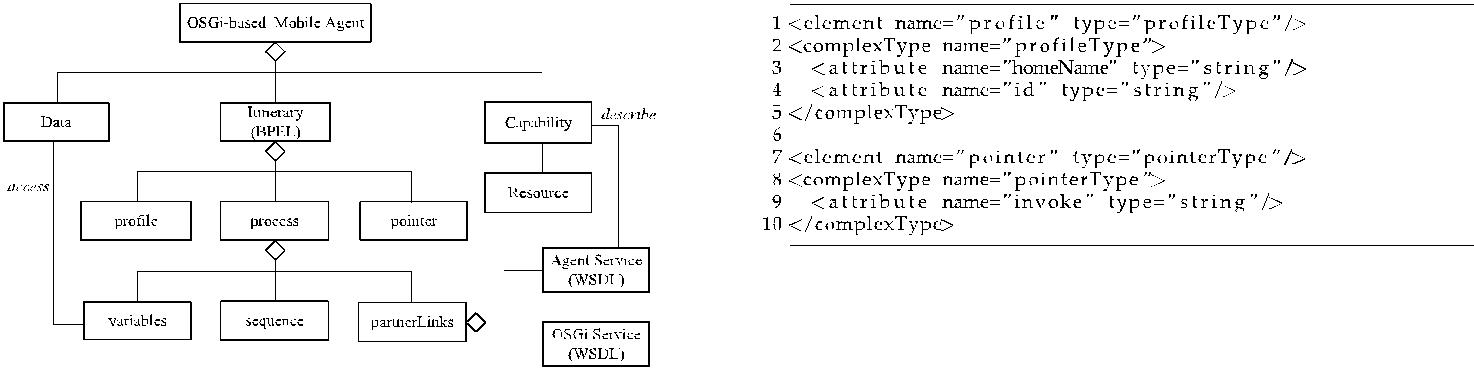 OSGi-based Mobile Agent
Data
Itinerary
(BPEL)
Capability
describe
access
Resource
profile
process
pointer
Agent Service
(WSDL)
variables
sequence
partnerLinks
OSGi Service
(WSDL)
1 <element name="profile" type="profileType"/>
2 <complexType name="profileType">
3 <attribute name="homeName" type="string"/>
4 <attribute name="id" type="string"/>
5 </complexType>
6
7 <element name="pointer" type="pointerType"/>
8 <complexType name="pointerType">
9 <attribute name="invoke" type="string"/>
10 </complexType>